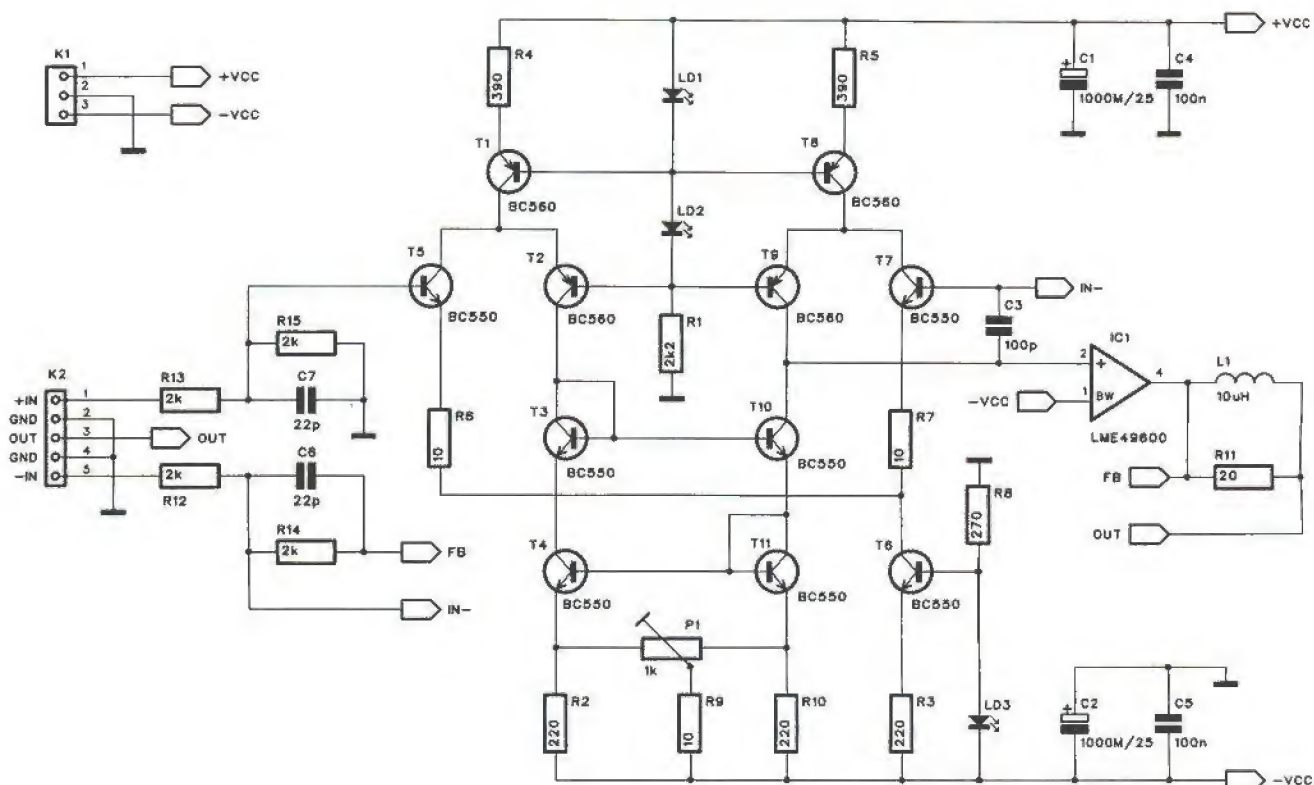 K1
1
+VCC
2
3
-VCC
R4
390
LD1
R5
390
+VCC
C1
+
1000M/25
C4
100n
T1
BC560
T8
BC560
LD2
T5
BC550
T2
BC560
T9
BC560
T7
BC550
IN-
C3
100p
R1
2k2
R15
2k
C7
22p
K2
+IN
1
GND
2
OUT
3
GND
4
-IN
5
R13
2k
OUT
R12
2k
C6
22p
R14
2k
FB
IN-
R6
10
T3
BC550
T10
BC550
R7
10
IC1
2
+
1
BW
4
-VCC
LME49600
L1
10uH
FB
R11
20
OUT
R8
270
T4
BC550
T11
BC550
T6
BC550
P1
1k
R2
220
R9
10
R10
220
R3
220
LD3
C2
+
1000M/25
C5
100n
-VCC